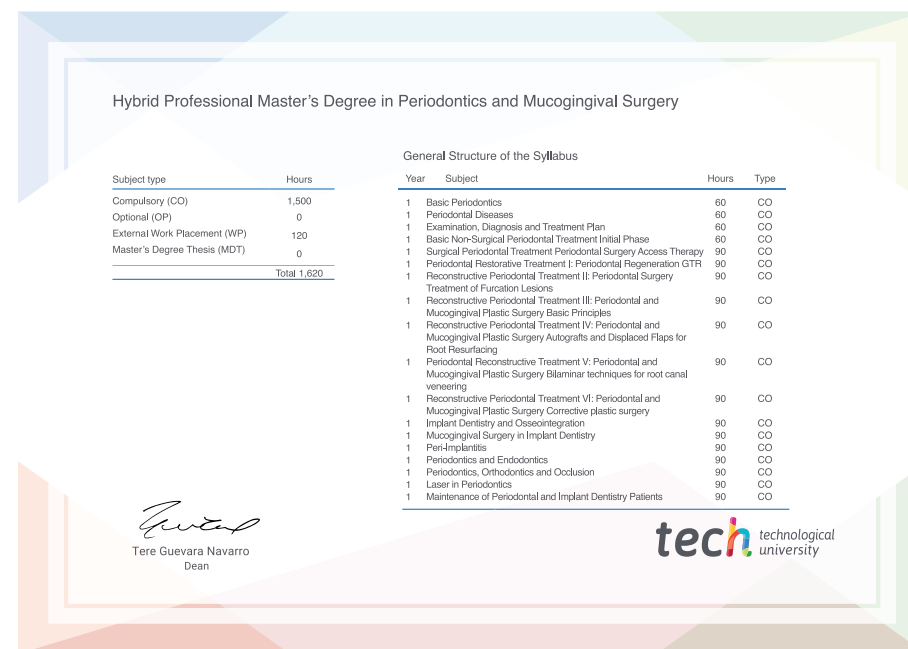 Hybrid Professional Master's Degree in Periodontics and Mucogingival Surgery
Subject type Hours
Compulsory (CO) 1,500
Optional (OP) 0
External Work Placement (WP) 120
Master's Degree Thesis (MDT) 0
Total 1,620
General Structure of the Syllabus
Year Subject Hours Type
1 Basic Periodontics 60 CO
1 Periodontal Diseases 60 CO
1 Examination, Diagnosis and Treatment Plan 60 CO
1 Basic Non-Surgical Periodontal Treatment Initial Phase 60 CO
1 Surgical Periodontal Treatment Periodontal Surgery Access Therapy 90 CO
1 Periodontal Restorative Treatment I: Periodontal Regeneration GTR 90 CO
1 Reconstructive Periodontal Treatment II: Periodontal Surgery 90 CO
Treatment of Furcation Lesions
1 Reconstructive Periodontal Treatment III: Periodontal and 90 CO
Mucogingival Plastic Surgery Basic Principles
1 Reconstructive Periodontal Treatment IV: Periodontal and 90 CO
Mucogingival Plastic Surgery Autografts and Displaced Flaps for
Root Resurfacing
1 Periodontal Reconstructive Treatment V: Periodontal and 90 CO
Mucogingival Plastic Surgery Bilaminar techniques for root canal
veneering
1 Reconstructive Periodontal Treatment VI: Periodontal and 90 CO
Mucogingival Plastic Surgery Corrective plastic surgery
1 Implant Dentistry and Osseointegration 90 CO
1 Mucogingival Surgery in Implant Dentistry 90 CO
1 Peri-Implantitis 90 CO
1 Periodontics and Endodontics 90 CO
1 Periodontics, Orthodontics and Occlusion 90 CO
1 Laser in Periodontics 90 CO
1 Maintenance of Periodontal and Implant Dentistry Patients 90 CO
Tere Guevara Navarro
Dean
tech technological
university